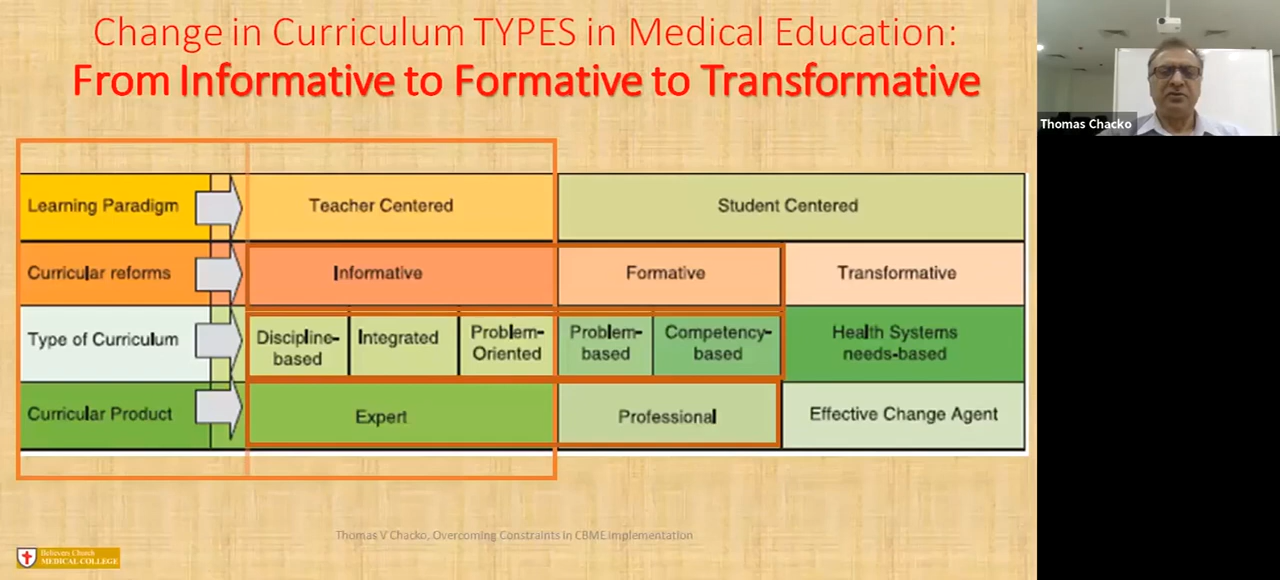 Change in Curriculum TYPES in Medical Education:
From Informative to Formative to Transformative
Thomas Chacko
Learning Paradigm
Teacher Centered
Student Centered
Curricular reforms
Informative
Formative
Transformative
Type of Curriculum
Discipline-
based
Integrated
Problem-
Oriented
Problem-
based
Competency-
based
Health Systems
needs-based
Curricular Product
Expert
Professional
Effective Change Agent
Thomas V Chacko, Overcoming Constraints in CBME implementation
Believers Church
MEDICAL COLLEGE